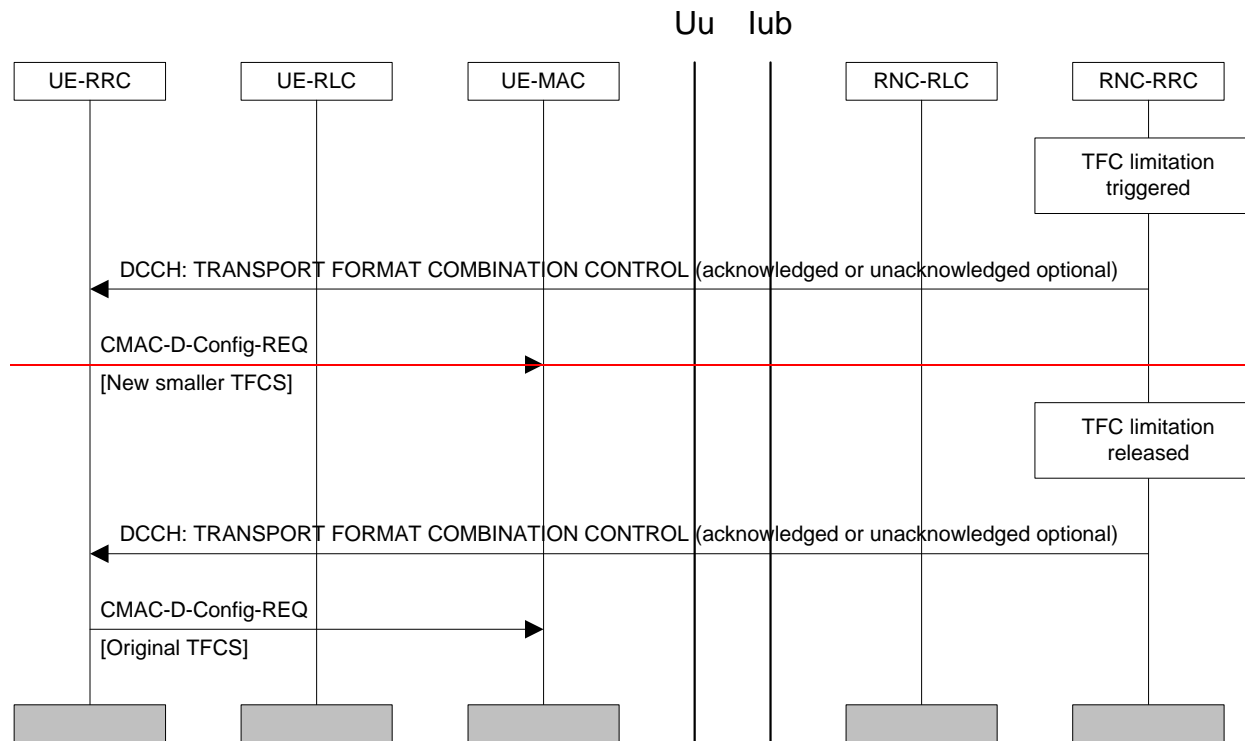 Uu Iub
UE-RRC UE-RLC UE-MAC RNC-RLC RNC-RRC
TFC limitation
triggered
DCCH: TRANSPORT FORMAT COMBINATION CONTROL (acknowledged or unacknowledged optional)
CMAC-D-Config-REQ
[New smaller TFCS]
TFC limitation
released
DCCH: TRANSPORT FORMAT COMBINATION CONTROL (acknowledged or unacknowledged optional)
CMAC-D-Config-REQ
[Original TFCS]